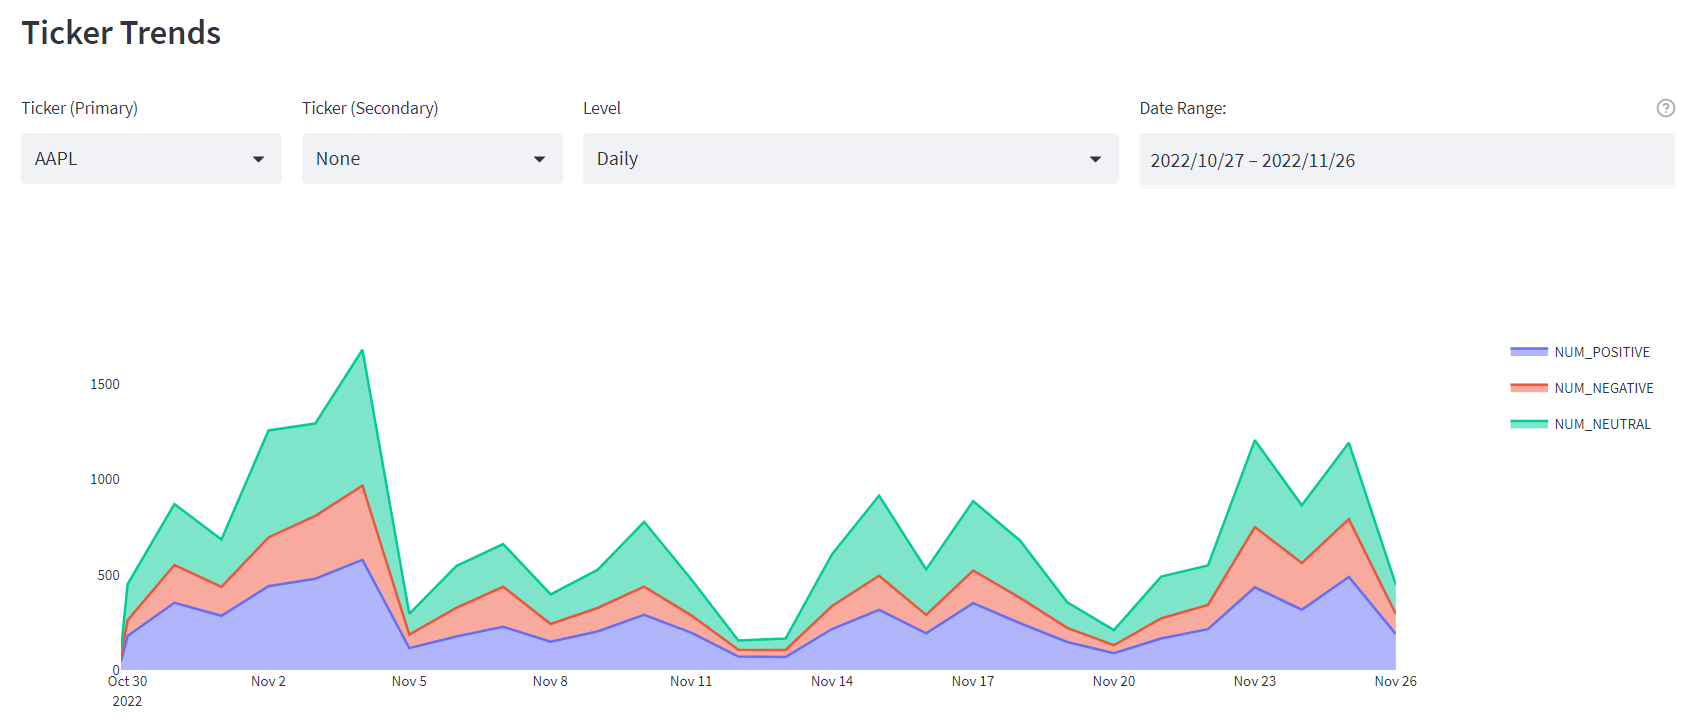 Ticker Trends
Ticker (Primary)
Ticker (Secondary)
Level
Date Range:
AAPL
None
Daily
2022/10/27 – 2022/11/26
1500
1000
500
0
Oct 30
2022
Nov 2
Nov 5
Nov 8
Nov 11
Nov 14
Nov 17
Nov 20
Nov 23
Nov 26
NUM_POSITIVE
NUM_NEGATIVE
NUM_NEUTRAL